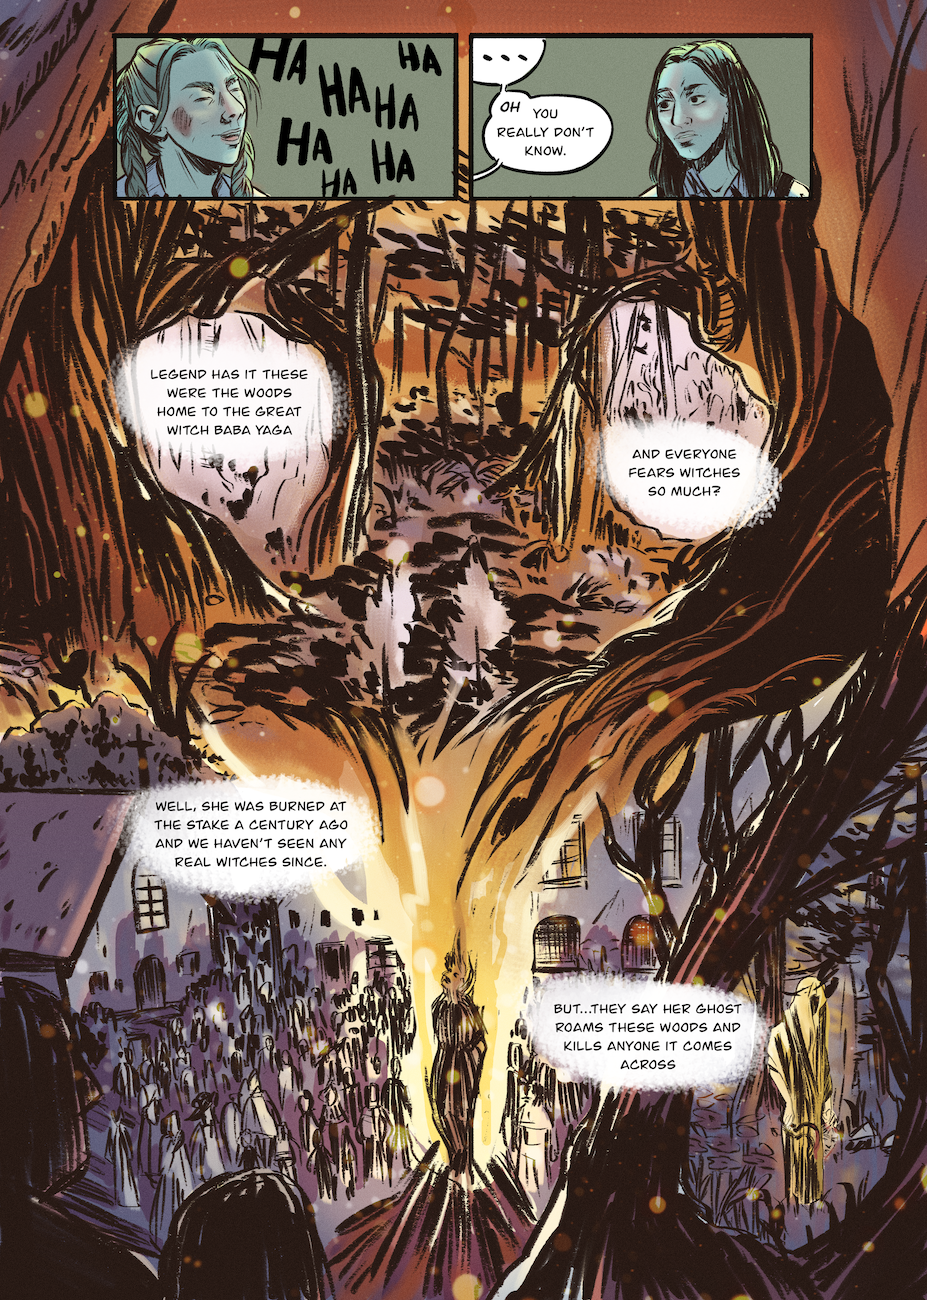 HA
HA
HA
HA
HA
HA
HA
...
OH YOU
REALLY DON'T
KNOW.
LEGEND HAS IT THESE
WERE THE WOODS
HOME TO THE GREAT
WITCH BABA YAGA
AND EVERYONE
FEARS WITCHES
SO MUCH?
WELL, SHE WAS BURNED AT
THE STAKE A CENTURY AGO
AND WE HAVEN'T SEEN ANY
REAL WITCHES SINCE.
BUT...THEY SAY HER GHOST
ROAMS THESE WOODS AND
KILLS ANYONE IT COMES
ACROSS